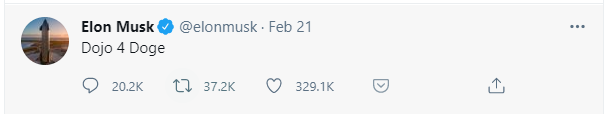 Elon Musk @elonmusk · Feb 21
Dojo 4 Doge
20.2K 37.2K 329.1K